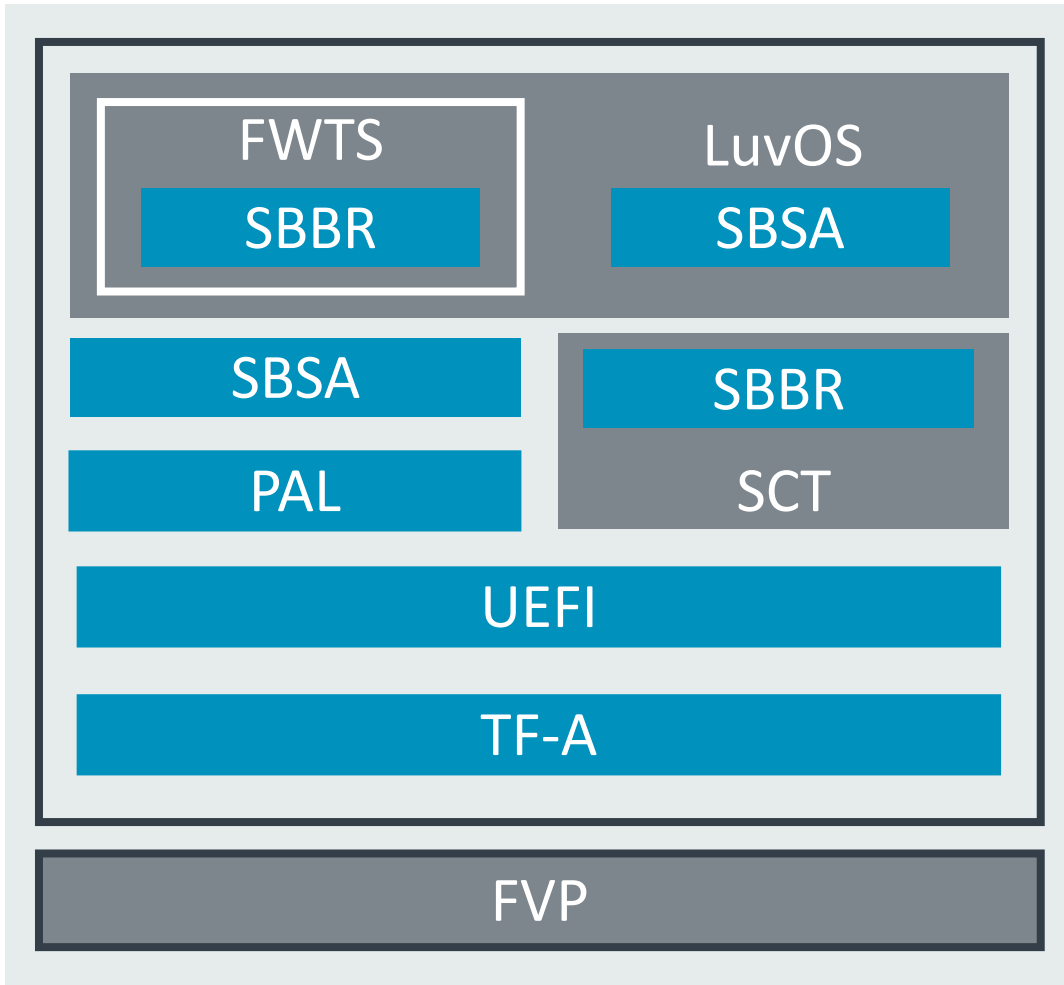 FWTS
SBBR
LuvOS
SBSA
SBSA
PAL
SBBR
SCT
UEFI
TF-A
FVP